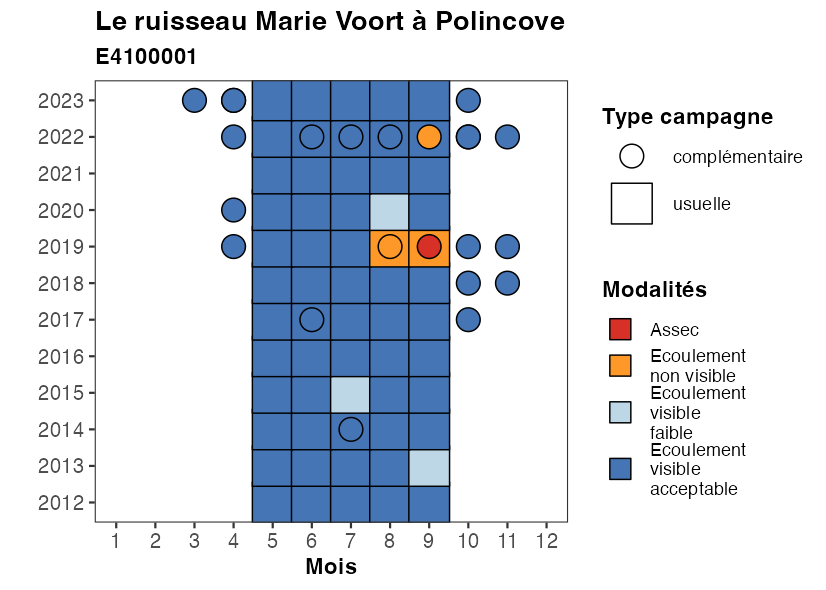 Le ruisseau Marie Voort à Polincove
E4100001
2023
2022
2021
2020
2019
2018
2017
2016
2015
2014
2013
2012
1 2 3 4 5 6 7 8 9 10 11 12
Mois
Type campagne
complémentaire
usuelle
Modalités
Assec
Ecoulement
non visible
Ecoulement
visible
faible
Ecoulement
visible
acceptable